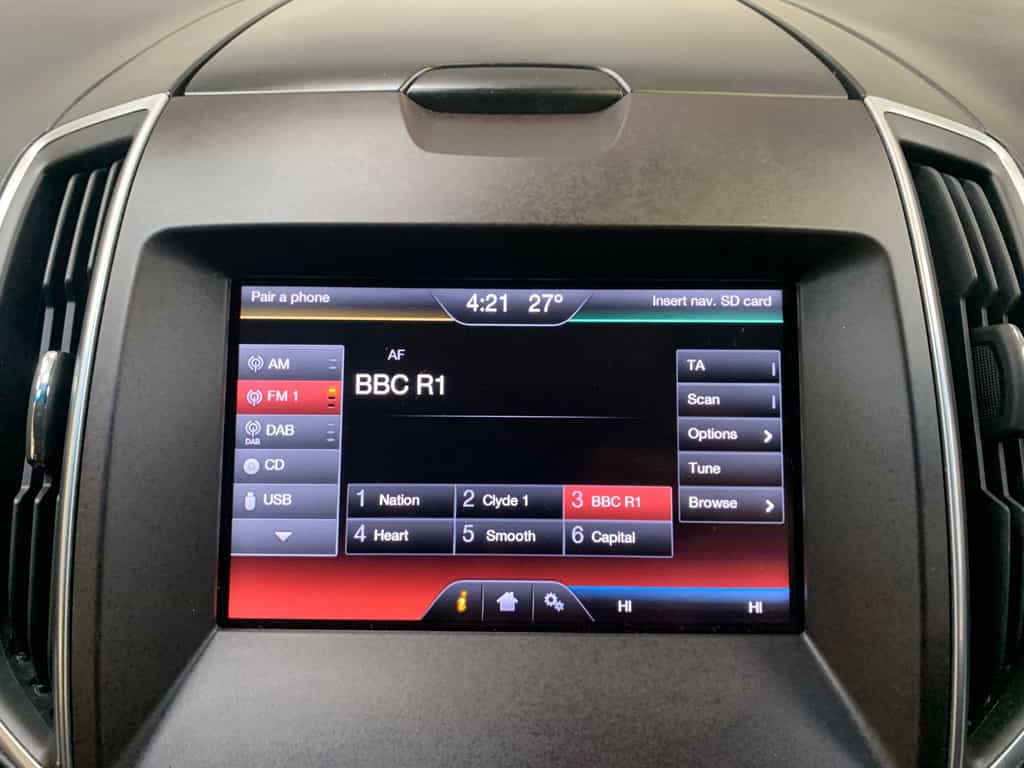 Pair a phone 4:21 27° Insert nav. SD card
AM
FM 1
DAB
DAB
CD
USB
AF
BBC R1
1 Nation 2 Clyde 1 3 BBC R1
4 Heart 5 Smooth 6 Capital
TA
Scan
Options
Tune
Browse
i HI HI